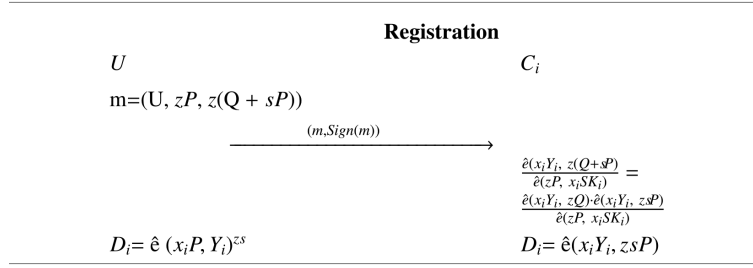 Registration
U C_i
m=(U, zP, z(Q + sP))
(m,Sign(m))
ê(x_iY_i, z(Q+sP)
ê(zP, x_iSK_i) =
ê(x_iY_i, zQ)·ê(x_iY_i, zsP)
ê(zP, x_iSK_i)
D_i= ê (x_iP, Y_i)^{zs} D_i= ê(x_iY_i, zsP)